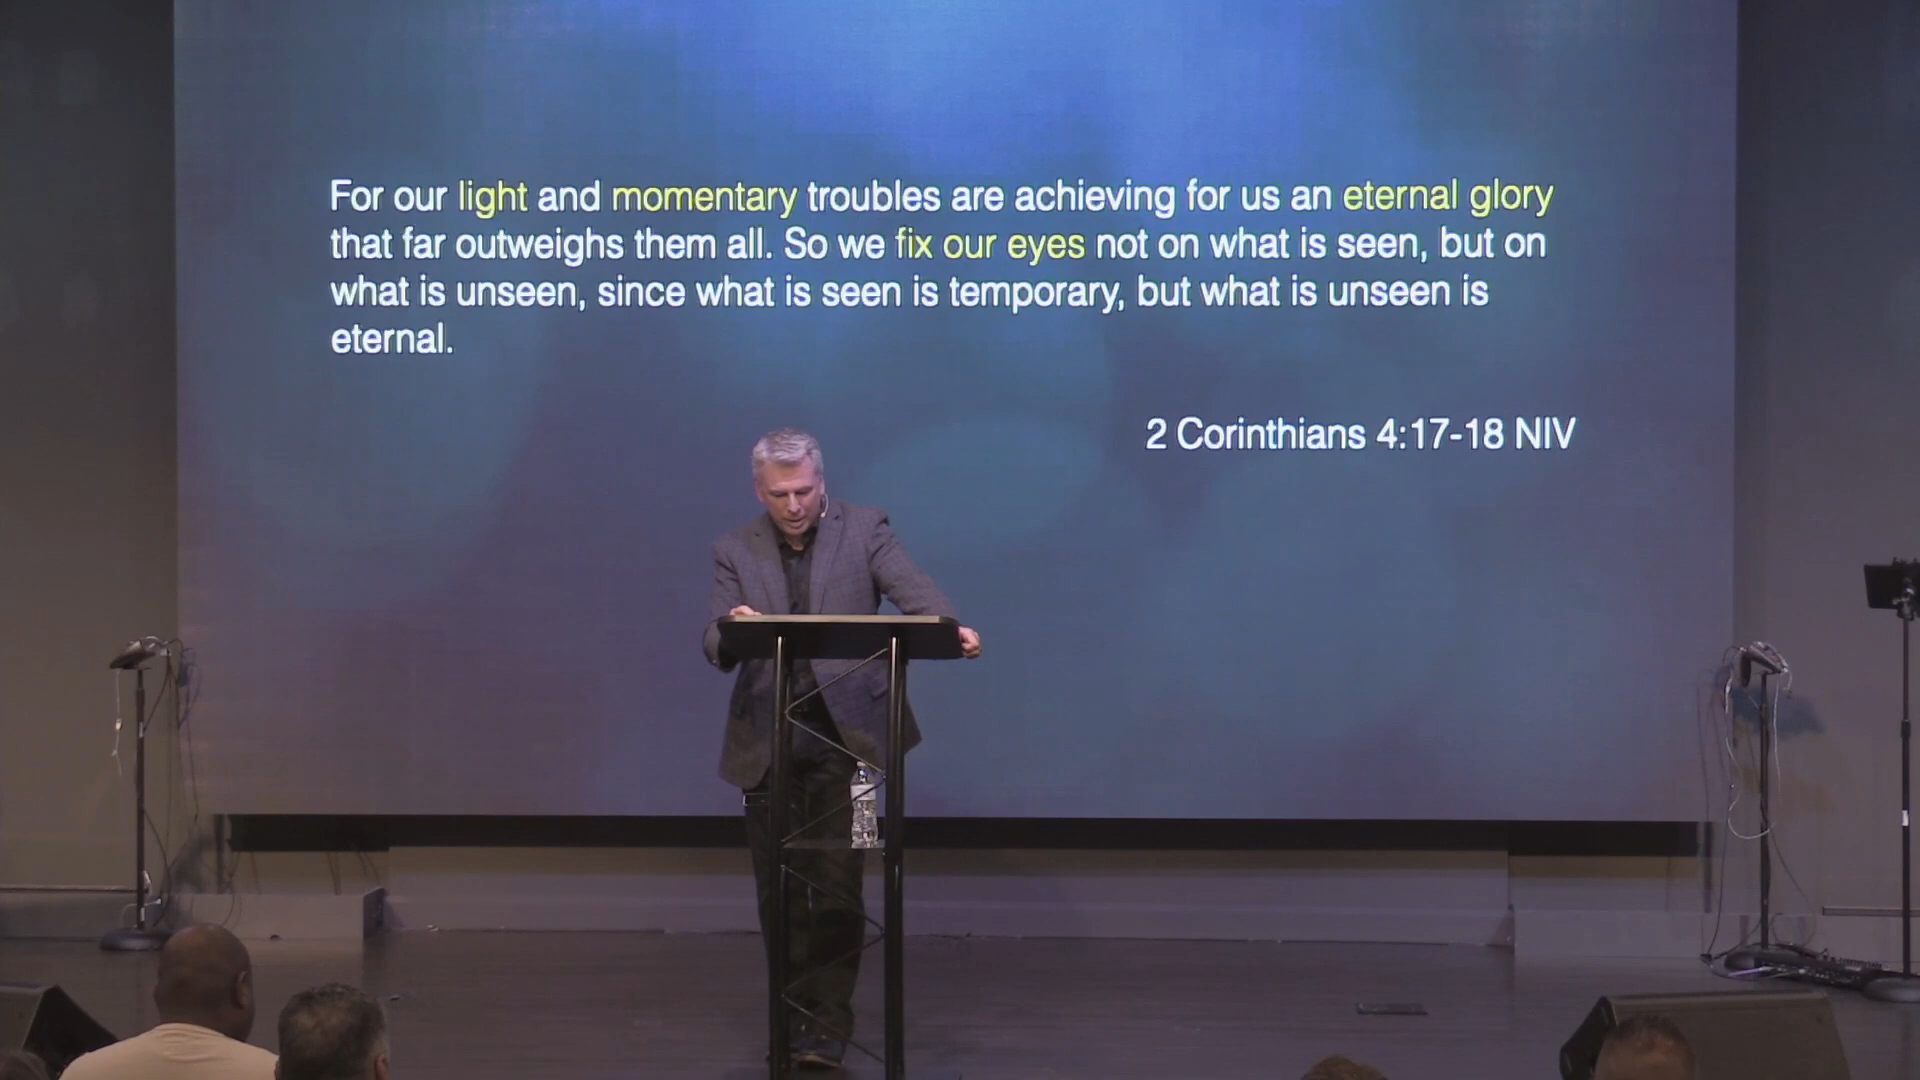 For our light and momentary troubles are achieving for us an eternal glory
that far outweighs them all. So we fix our eyes not on what is seen, but on
what is unseen, since what is seen is temporary, but what is unseen is
eternal.
2 Corinthians 4:17-18 NIV